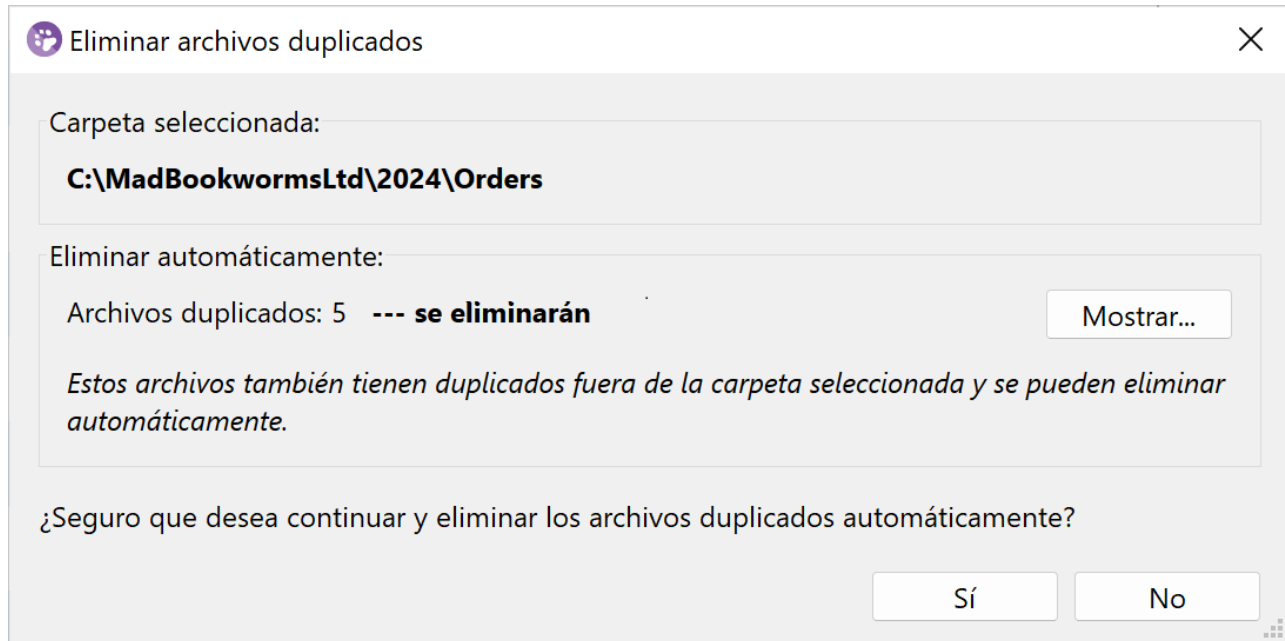 Eliminar archivos duplicados
Carpeta seleccionada:
C:\MadBookwormsLtd\2024\Orders
Eliminar automáticamente:
Archivos duplicados: 5 --- se eliminarán
Mostrar...
Estos archivos también tienen duplicados fuera de la carpeta seleccionada y se pueden eliminar
automáticamente.
¿Seguro que desea continuar y eliminar los archivos duplicados automáticamente?
Sí
No